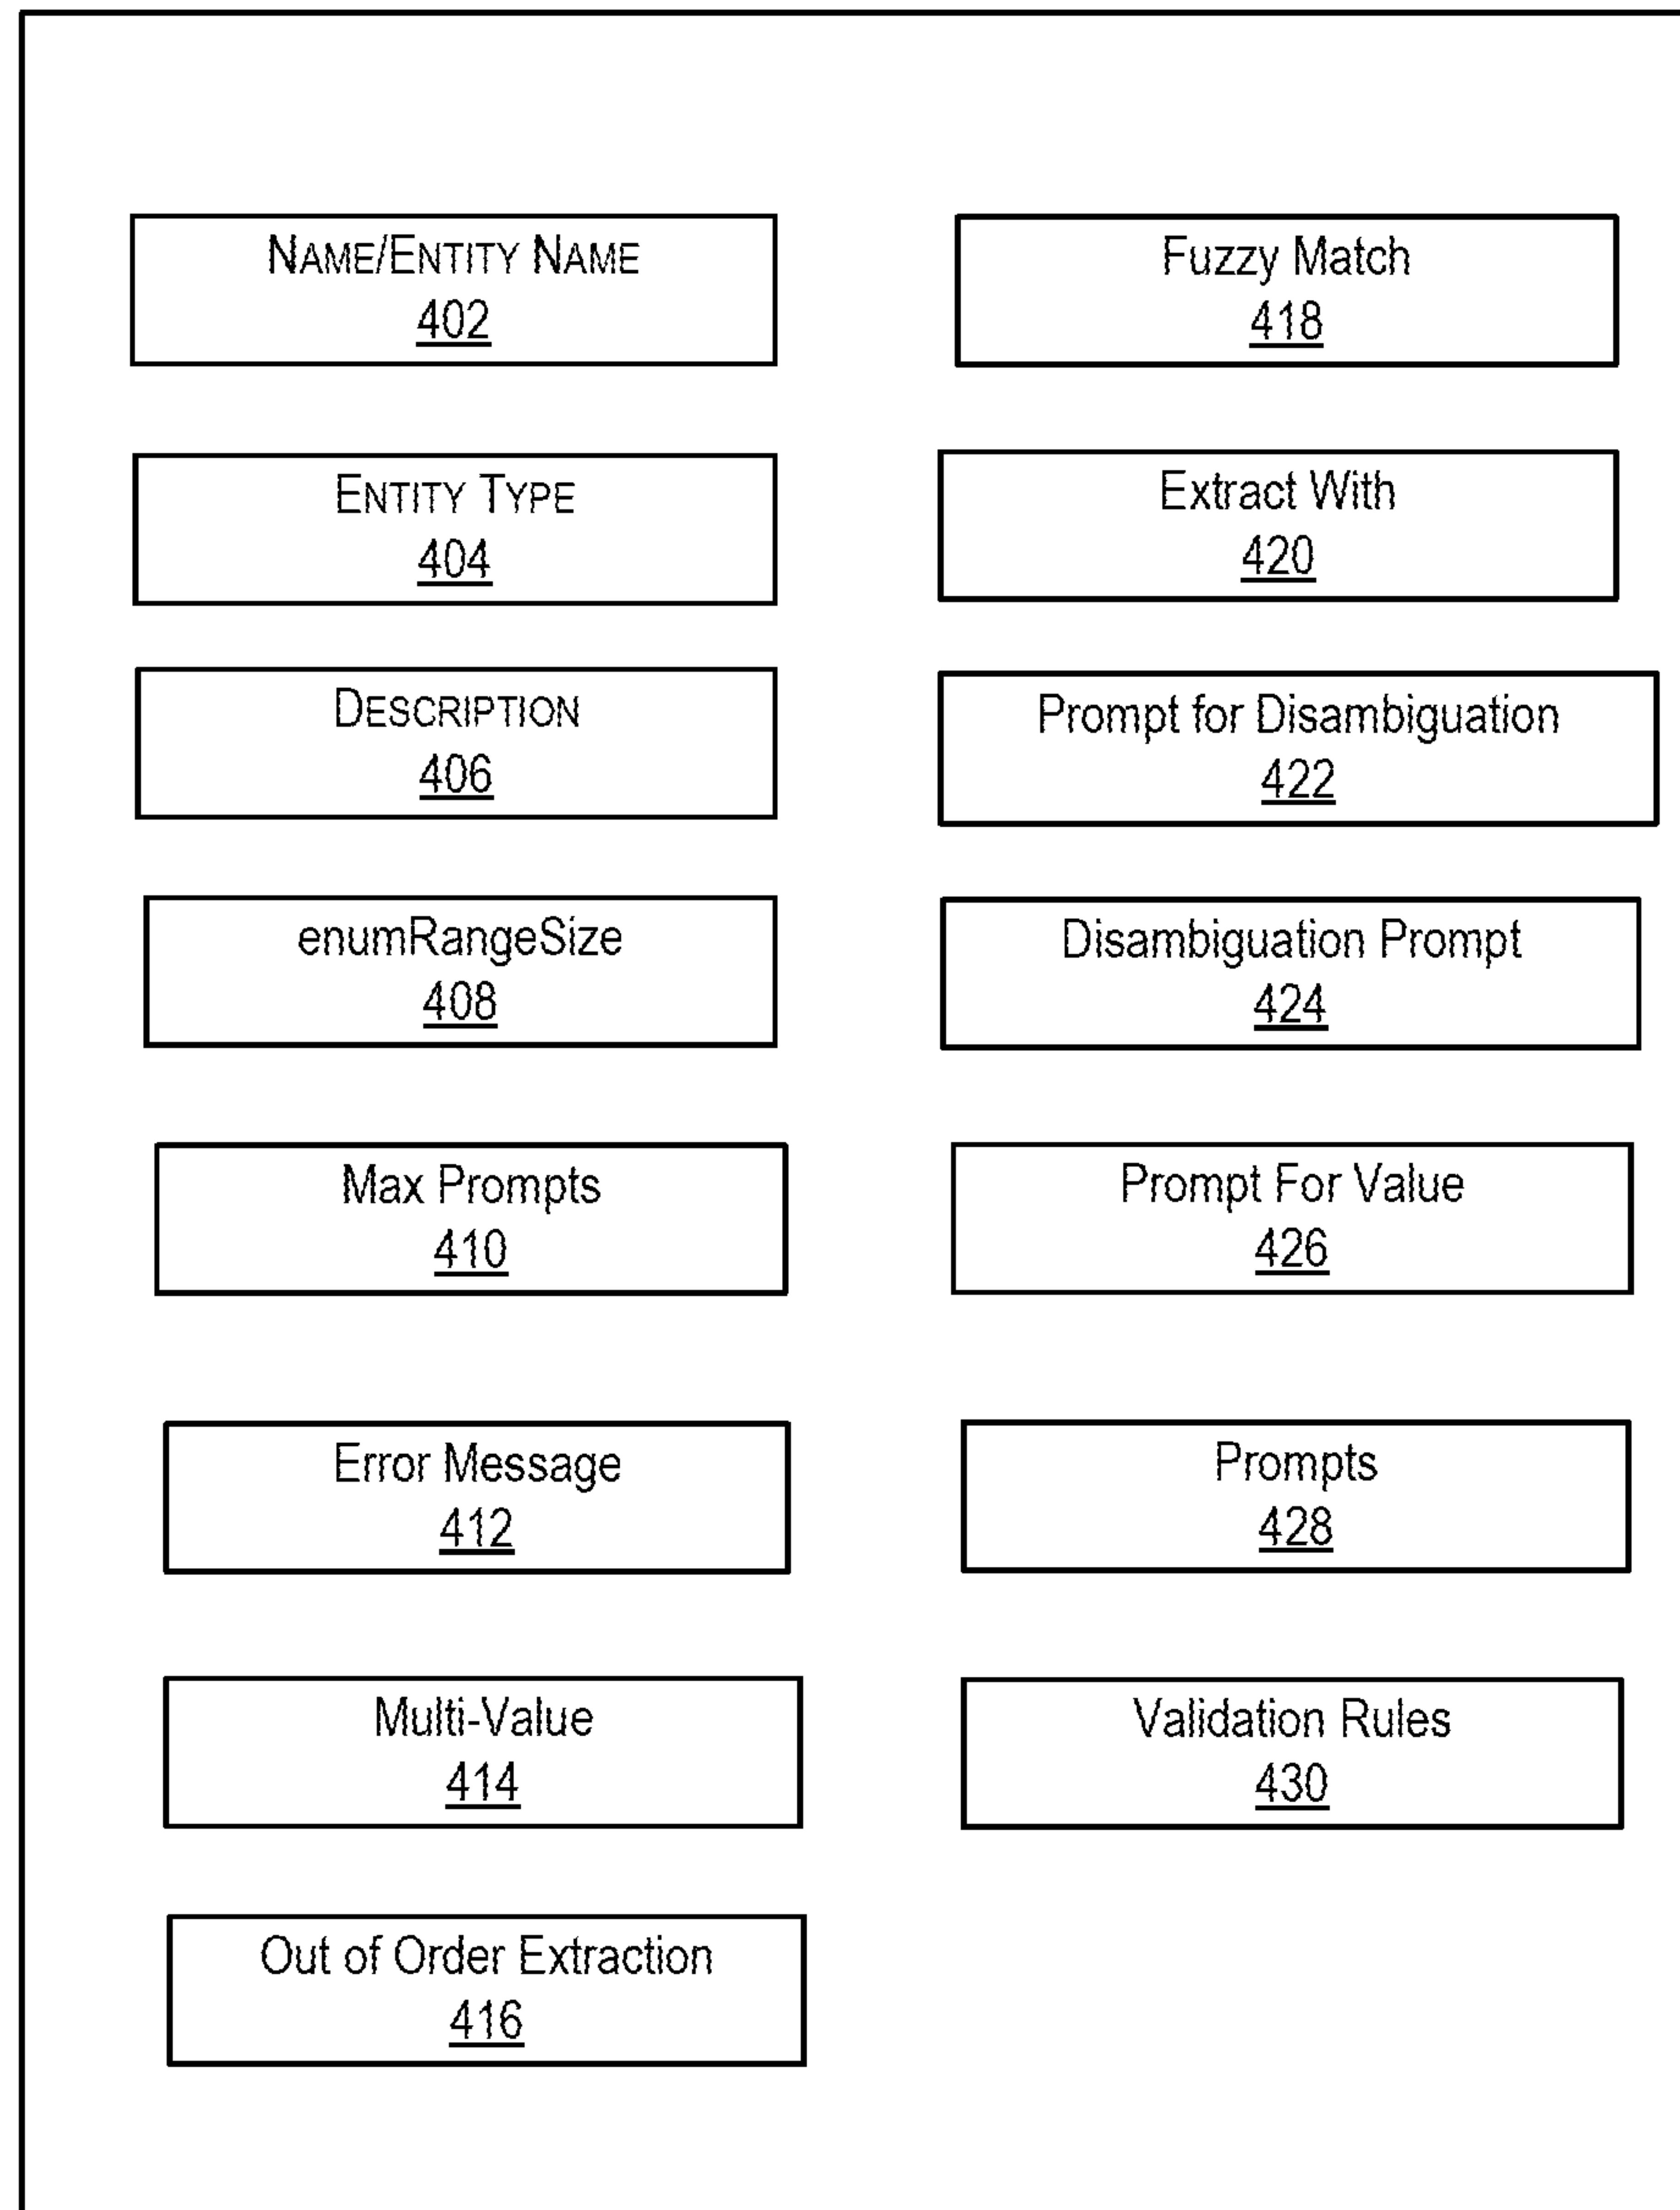 NAME/ENTITY NAME
402
ENTITY TYPE
404
DESCRIPTION
406
enumRangeSize
408
Max Prompts
410
Error Message
412
Multi-Value
414
Out of Order Extraction
416
Fuzzy Match
418
Extract With
420
Prompt for Disambiguation
422
Disambiguation Prompt
424
Prompt For Value
426
Prompts
428
Validation Rules
430